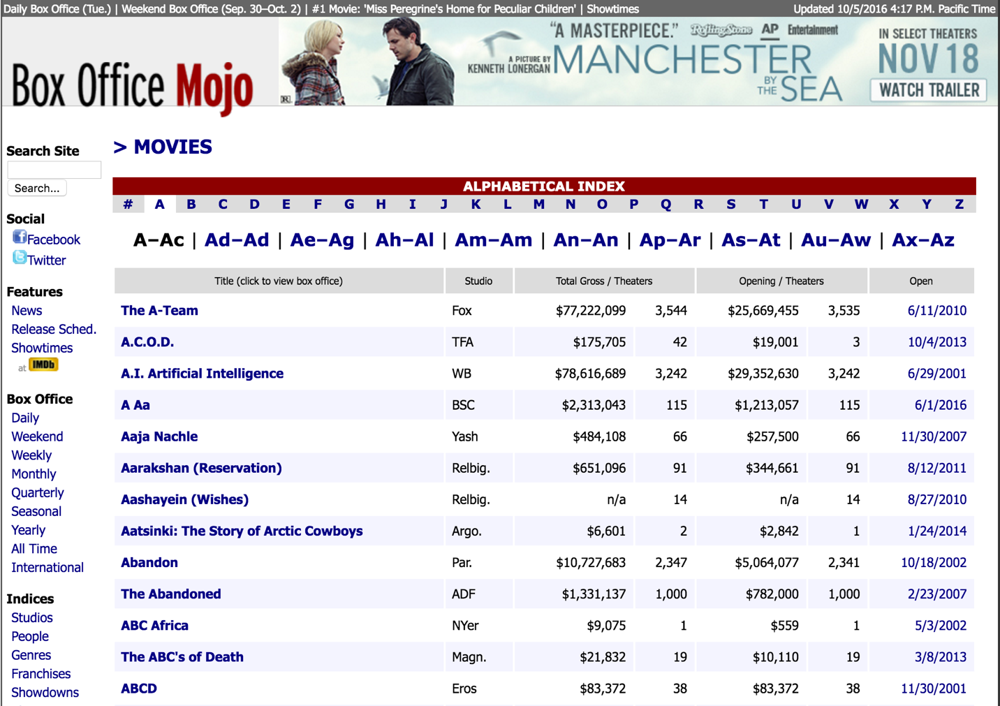 Daily Box Office (Tue.) | Weekend Box Office (Sep. 30–Oct. 2) | #1 Movie: 'Miss Peregrine's Home for Peculiar Children' | Showtimes Updated 10/5/2016 4:17 P.M. Pacific Time
Box Office Mojo
"A MASTERPIECE." RollingStone AP Entertainment
A PICTURE BY
KENNETH LONERGAN
MANCHESTER
BY THE SEA
IN SELECT THEATERS
NOV 18
WATCH TRAILER
R
Search Site
Search...
Social
Facebook
Twitter
Features
News
Release Sched.
Showtimes
at IMDb
Box Office
Daily
Weekend
Weekly
Monthly
Quarterly
Seasonal
Yearly
All Time
International
Indices
Studios
People
Genres
Franchises
Showdowns
> MOVIES
ALPHABETICAL INDEX
# A B C D E F G H I J K L M N O P Q R S T U V W X Y Z
A–Ac | Ad–Ad | Ae–Ag | Ah–Al | Am–Am | An–An | Ap–Ar | As–At | Au–Aw | Ax–Az
Title (click to view box office) Studio Total Gross / Theaters Opening / Theaters Open
The A-Team Fox $77,222,099 3,544 $25,669,455 3,535 6/11/2010
A.C.O.D. TFA $175,705 42 $19,001 3 10/4/2013
A.I. Artificial Intelligence WB $78,616,689 3,242 $29,352,630 3,242 6/29/2001
A Aa BSC $2,313,043 115 $1,213,057 115 6/1/2016
Aaja Nachle Yash $484,108 66 $257,500 66 11/30/2007
Aarakshan (Reservation) Relbig. $651,096 91 $344,661 91 8/12/2011
Aashayein (Wishes) Relbig. n/a 14 n/a 14 8/27/2010
Aatsinki: The Story of Arctic Cowboys Argo. $6,601 2 $2,842 1 1/24/2014
Abandon Par. $10,727,683 2,347 $5,064,077 2,341 10/18/2002
The Abandoned ADF $1,331,137 1,000 $782,000 1,000 2/23/2007
ABC Africa NYer $9,075 1 $559 1 5/3/2002
The ABC's of Death Magn. $21,832 19 $10,110 19 3/8/2013
ABCD Eros $83,372 38 $83,372 38 11/30/2001